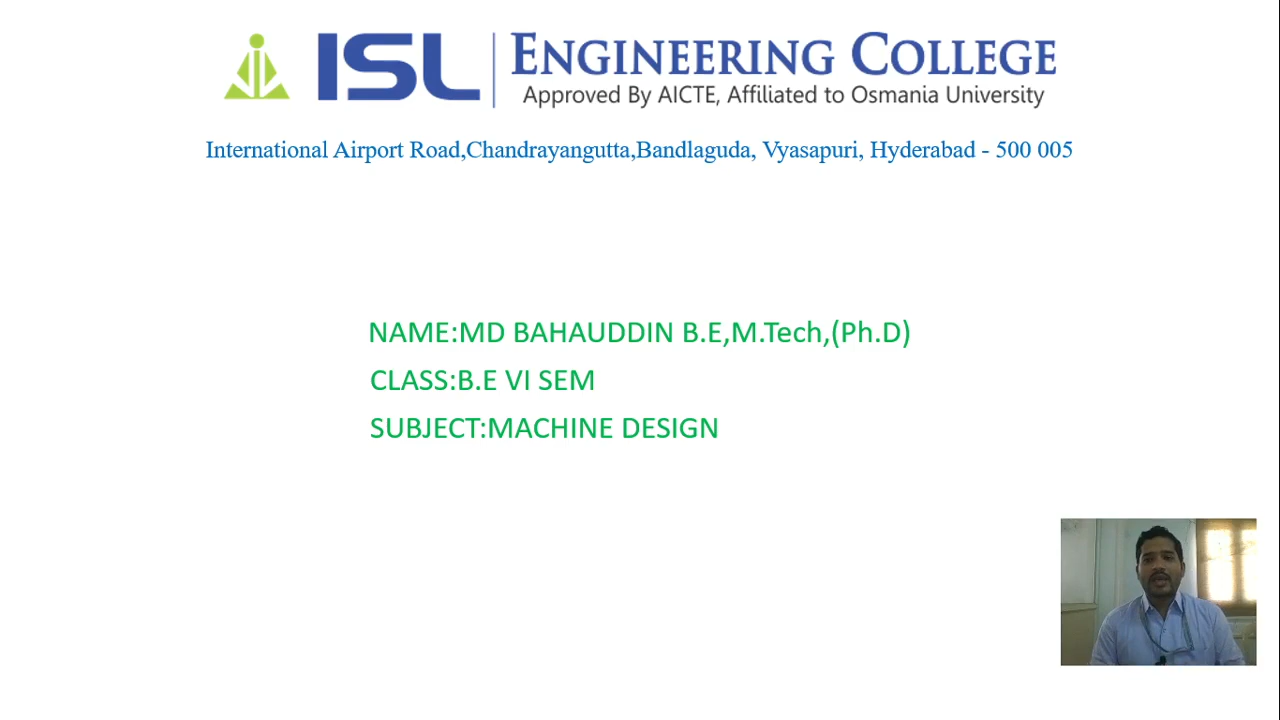 ISL ENGINEERING COLLEGE
Approved By AICTE, Affiliated to Osmania University
International Airport Road,Chandrayangutta,Bandlaguda, Vyasapuri, Hyderabad - 500 005
NAME:MD BAHAUDDIN B.E,M.Tech,(Ph.D)
CLASS:B.E VI SEM
SUBJECT:MACHINE DESIGN